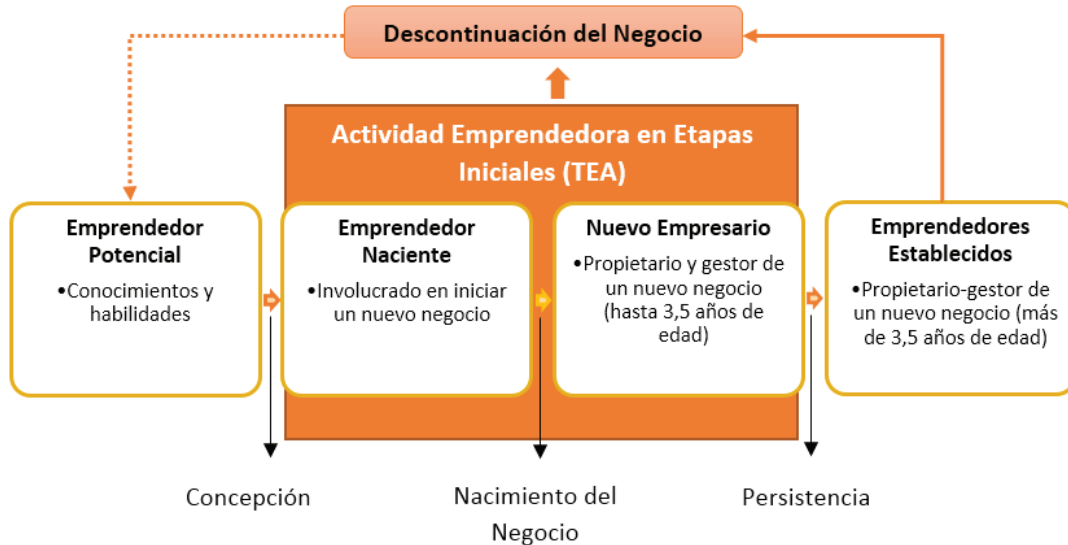 Descontinuación del Negocio
Actividad Emprendedora en Etapas
Iniciales (TEA)
Emprendedor
Potencial
•Conocimientos y
habilidades
Emprendedor
Naciente
•Involucrado en iniciar
un nuevo negocio
Nuevo Empresario
•Propietario y gestor de
un nuevo negocio
(hasta 3,5 años de
edad)
Emprendedores
Establecidos
•Propietario-gestor de
un nuevo negocio (más
de 3,5 años de edad)
Concepción
Nacimiento del
Negocio
Persistencia